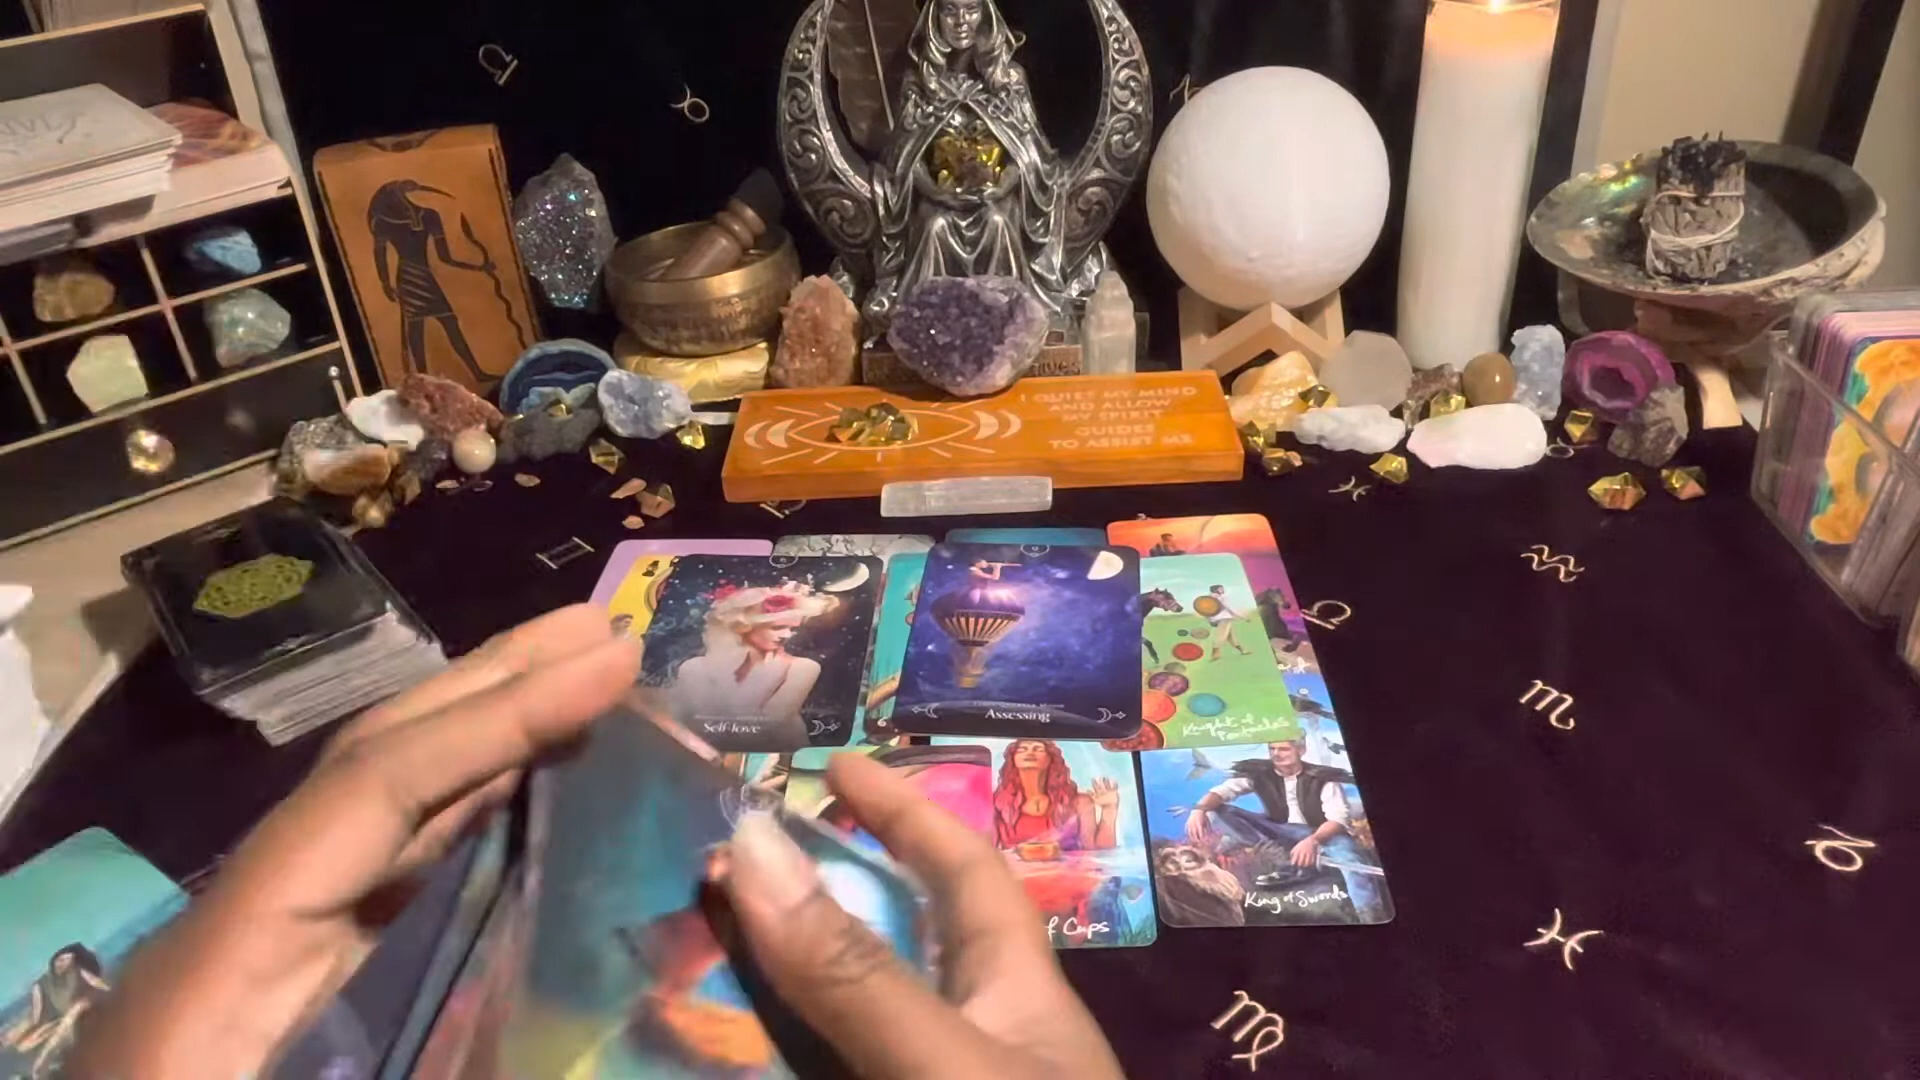 I QUIET MY MIND
AND ALLOW
MY SPIRIT
GUIDES
TO ASSIST ME
Self-love
Assessing
6
Knight of
Pentacles
of Cups
King of Swords